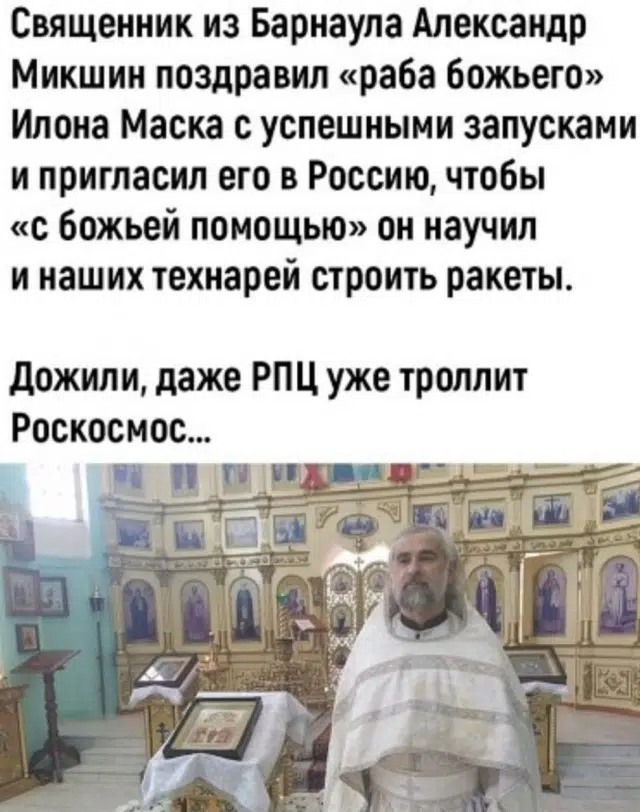 Священник из Барнаула Александр
Микшин поздравил «раба божьего»
Илона Маска с успешными запусками
и пригласил его в Россию, чтобы
«с божьей помощью» он научил
и наших технарей строить ракеты.
Дожили, даже РПЦ уже троллит
Роскосмос...